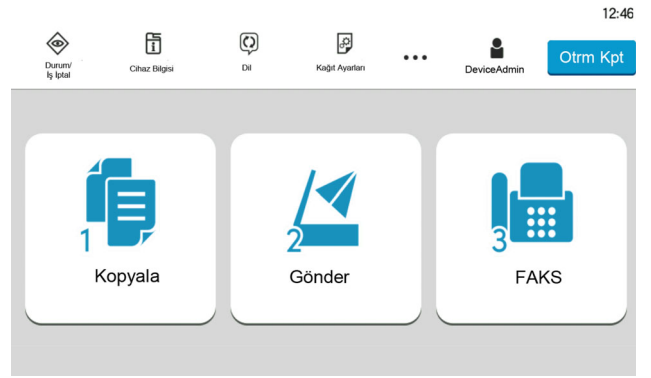 12:46
Durum/
İş İptal
Cihaz Bilgisi
Dil
Kağıt Ayarları
DeviceAdmin
Otrm Kpt
1
Kopyala
2
Gönder
3
FAKS